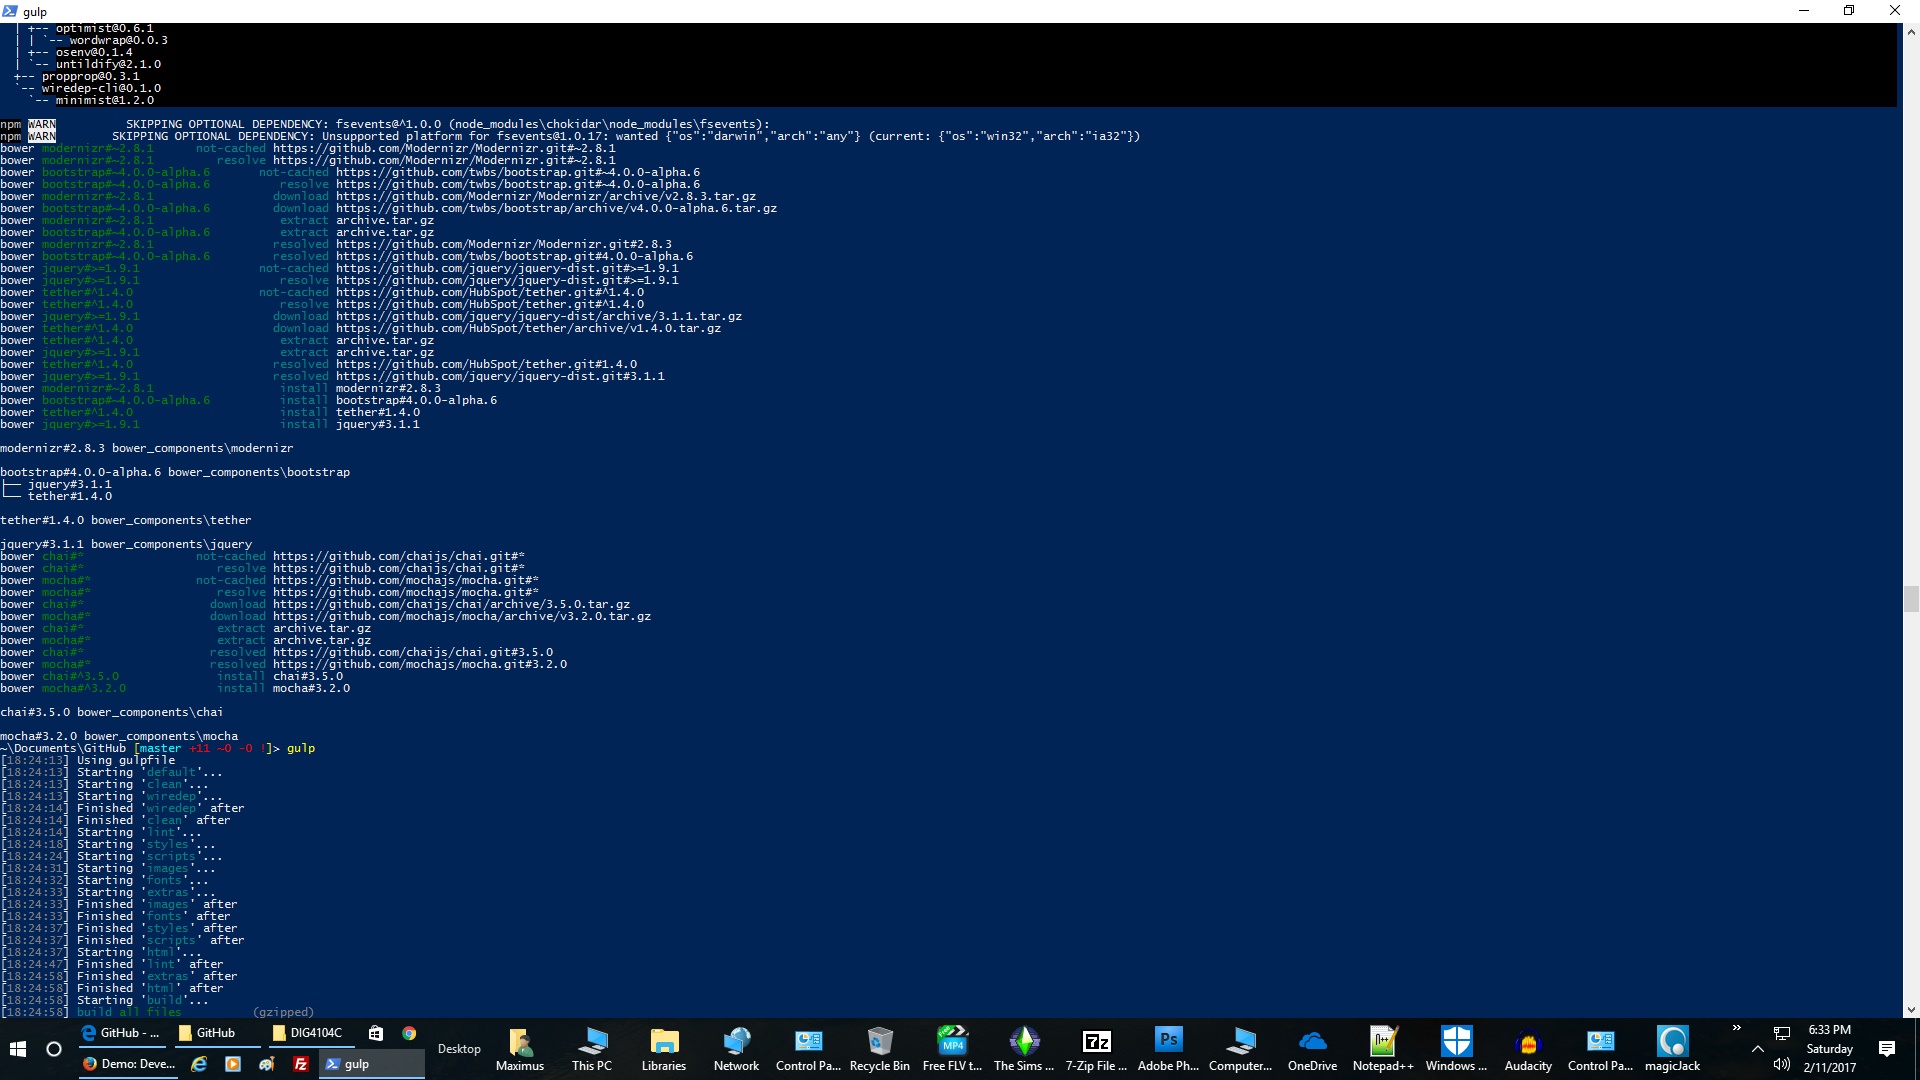 gulp
| +-- optimist@0.6.1
| | `-- wordwrap@0.0.3
| +-- osenv@0.1.4
| `-- untildify@2.1.0
+-- propprop@0.3.1
`-- wiredep-cli@0.1.0
`-- minimist@1.2.0
npm WARN SKIPPING OPTIONAL DEPENDENCY: fsevents@^1.0.0 (node_modules\chokidar\node_modules\fsevents):
npm WARN SKIPPING OPTIONAL DEPENDENCY: Unsupported platform for fsevents@1.0.17: wanted {"os":"darwin","arch":"any"} (current: {"os":"win32","arch":"ia32"})
bower modernizr#~2.8.1 not-cached https://github.com/Modernizr/Modernizr.git#~2.8.1
bower modernizr#~2.8.1 resolve https://github.com/Modernizr/Modernizr.git#~2.8.1
bower bootstrap#~4.0.0-alpha.6 not-cached https://github.com/twbs/bootstrap.git#~4.0.0-alpha.6
bower bootstrap#~4.0.0-alpha.6 resolve https://github.com/twbs/bootstrap.git#~4.0.0-alpha.6
bower modernizr#~2.8.1 download https://github.com/Modernizr/Modernizr/archive/v2.8.3.tar.gz
bower bootstrap#~4.0.0-alpha.6 download https://github.com/twbs/bootstrap/archive/v4.0.0-alpha.6.tar.gz
bower modernizr#~2.8.1 extract archive.tar.gz
bower bootstrap#~4.0.0-alpha.6 extract archive.tar.gz
bower modernizr#~2.8.1 resolved https://github.com/Modernizr/Modernizr.git#2.8.3
bower bootstrap#~4.0.0-alpha.6 resolved https://github.com/twbs/bootstrap.git#4.0.0-alpha.6
bower jquery#>=1.9.1 not-cached https://github.com/jquery/jquery-dist.git#>=1.9.1
bower jquery#>=1.9.1 resolve https://github.com/jquery/jquery-dist.git#>=1.9.1
bower tether#^1.4.0 not-cached https://github.com/HubSpot/tether.git#^1.4.0
bower tether#^1.4.0 resolve https://github.com/HubSpot/tether.git#^1.4.0
bower jquery#>=1.9.1 download https://github.com/jquery/jquery-dist/archive/3.1.1.tar.gz
bower tether#^1.4.0 download https://github.com/HubSpot/tether/archive/v1.4.0.tar.gz
bower tether#^1.4.0 extract archive.tar.gz
bower jquery#>=1.9.1 extract archive.tar.gz
bower tether#^1.4.0 resolved https://github.com/HubSpot/tether.git#1.4.0
bower jquery#>=1.9.1 resolved https://github.com/jquery/jquery-dist.git#3.1.1
bower modernizr#~2.8.1 install modernizr#2.8.3
bower bootstrap#~4.0.0-alpha.6 install bootstrap#4.0.0-alpha.6
bower tether#^1.4.0 install tether#1.4.0
bower jquery#>=1.9.1 install jquery#3.1.1
modernizr#2.8.3 bower_components\modernizr
bootstrap#4.0.0-alpha.6 bower_components\bootstrap
├── jquery#3.1.1
└── tether#1.4.0
tether#1.4.0 bower_components\tether
jquery#3.1.1 bower_components\jquery
bower chai#* not-cached https://github.com/chaijs/chai.git#*
bower chai#* resolve https://github.com/chaijs/chai.git#*
bower mocha#* not-cached https://github.com/mochajs/mocha.git#*
bower mocha#* resolve https://github.com/mochajs/mocha.git#*
bower chai#* download https://github.com/chaijs/chai/archive/3.5.0.tar.gz
bower mocha#* download https://github.com/mochajs/mocha/archive/v3.2.0.tar.gz
bower chai#* extract archive.tar.gz
bower mocha#* extract archive.tar.gz
bower chai#* resolved https://github.com/chaijs/chai.git#3.5.0
bower mocha#* resolved https://github.com/mochajs/mocha.git#3.2.0
bower chai#^3.5.0 install chai#3.5.0
bower mocha#^3.2.0 install mocha#3.2.0
chai#3.5.0 bower_components\chai
mocha#3.2.0 bower_components\mocha
~\Documents\GitHub [master +11 ~0 -0 !]> gulp
[18:24:13] Using gulpfile
[18:24:13] Starting 'default'...
[18:24:13] Starting 'clean'...
[18:24:13] Starting 'wiredep'...
[18:24:14] Finished 'wiredep' after
[18:24:14] Finished 'clean' after
[18:24:14] Starting 'lint'...
[18:24:18] Starting 'styles'...
[18:24:24] Starting 'scripts'...
[18:24:31] Starting 'images'...
[18:24:32] Starting 'fonts'...
[18:24:33] Starting 'extras'...
[18:24:33] Finished 'images' after
[18:24:33] Finished 'fonts' after
[18:24:37] Finished 'styles' after
[18:24:37] Finished 'scripts' after
[18:24:37] Starting 'html'...
[18:24:47] Finished 'lint' after
[18:24:58] Finished 'extras' after
[18:24:58] Finished 'html' after
[18:24:58] Starting 'build'...
[18:24:58] build all files (gzipped)
GitHub - ... GitHub DIG4104C
Demo: Deve... gulp
Desktop
Maximus This PC Libraries Network Control Pa... Recycle Bin Free FLV t... The Sims ... 7-Zip File ... Adobe Ph... Computer... OneDrive Notepad++ Windows ... Audacity Control Pa... magicJack
6:33 PM
Saturday
2/11/2017